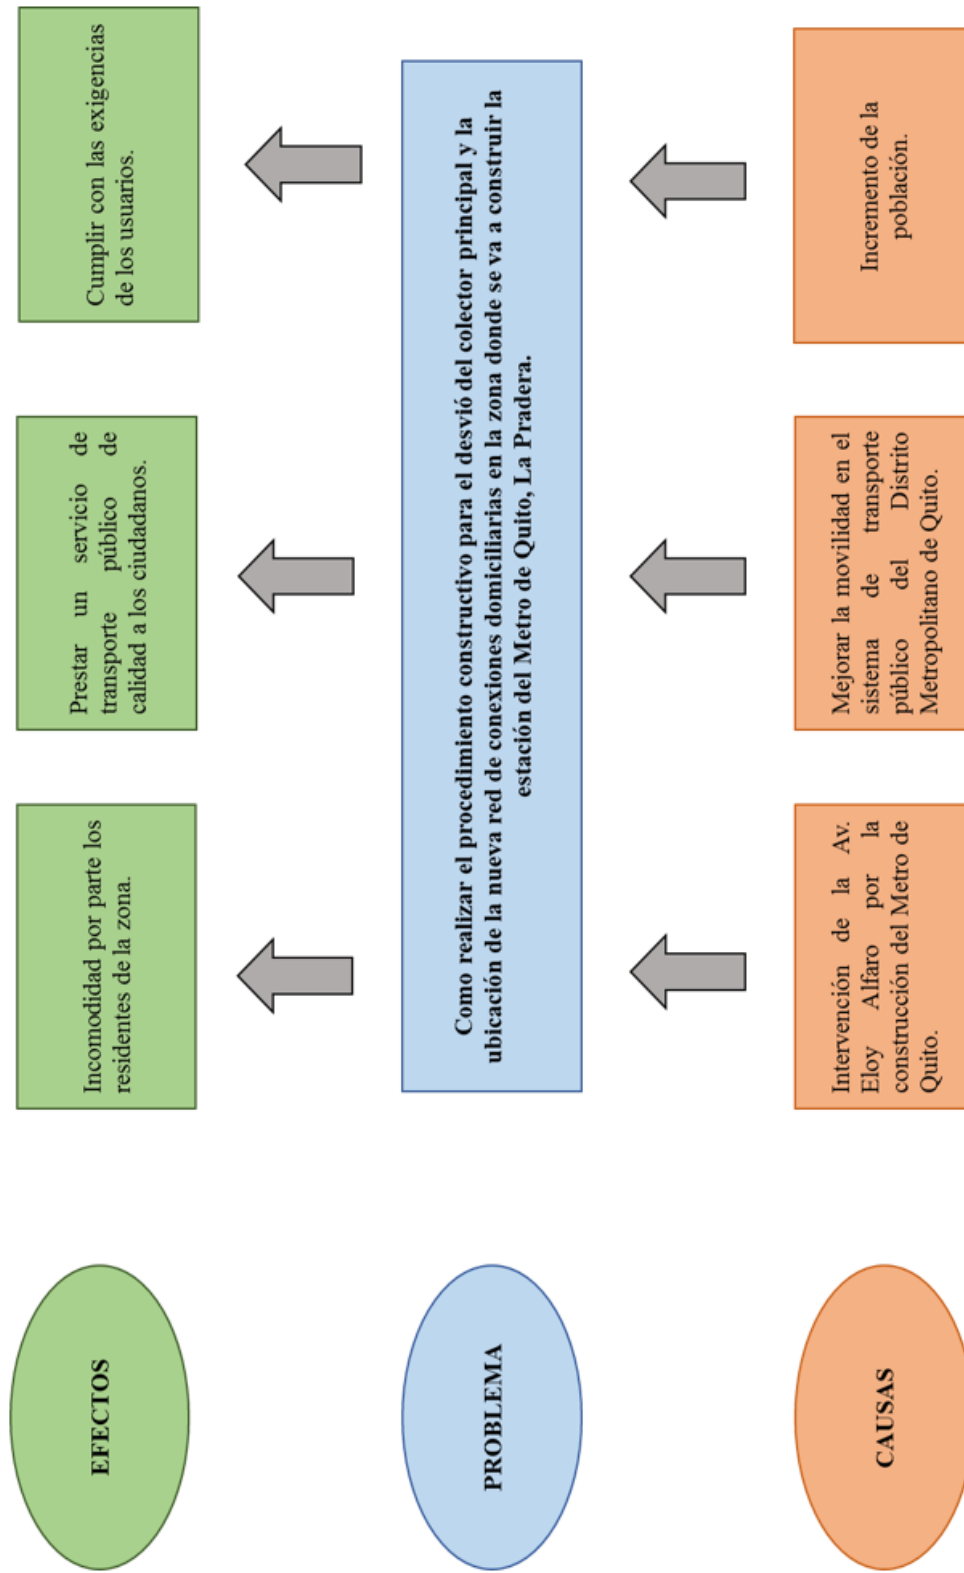 EFECTOS
Incomodidad por parte los
residentes de la zona.
Prestar un servicio de
transporte público de
calidad a los ciudadanos.
Cumplir con las exigencias
de los usuarios.
PROBLEMA
Como realizar el procedimiento constructivo para el desvió del colector principal y la
ubicación de la nueva red de conexiones domiciliarias en la zona donde se va a construir la
estación del Metro de Quito, La Pradera.
CAUSAS
Intervención de la Av.
Eloy Alfaro por la
construcción del Metro de
Quito.
Mejorar la movilidad en el
sistema de transporte
público del Distrito
Metropolitano de Quito.
Incremento de la
población.